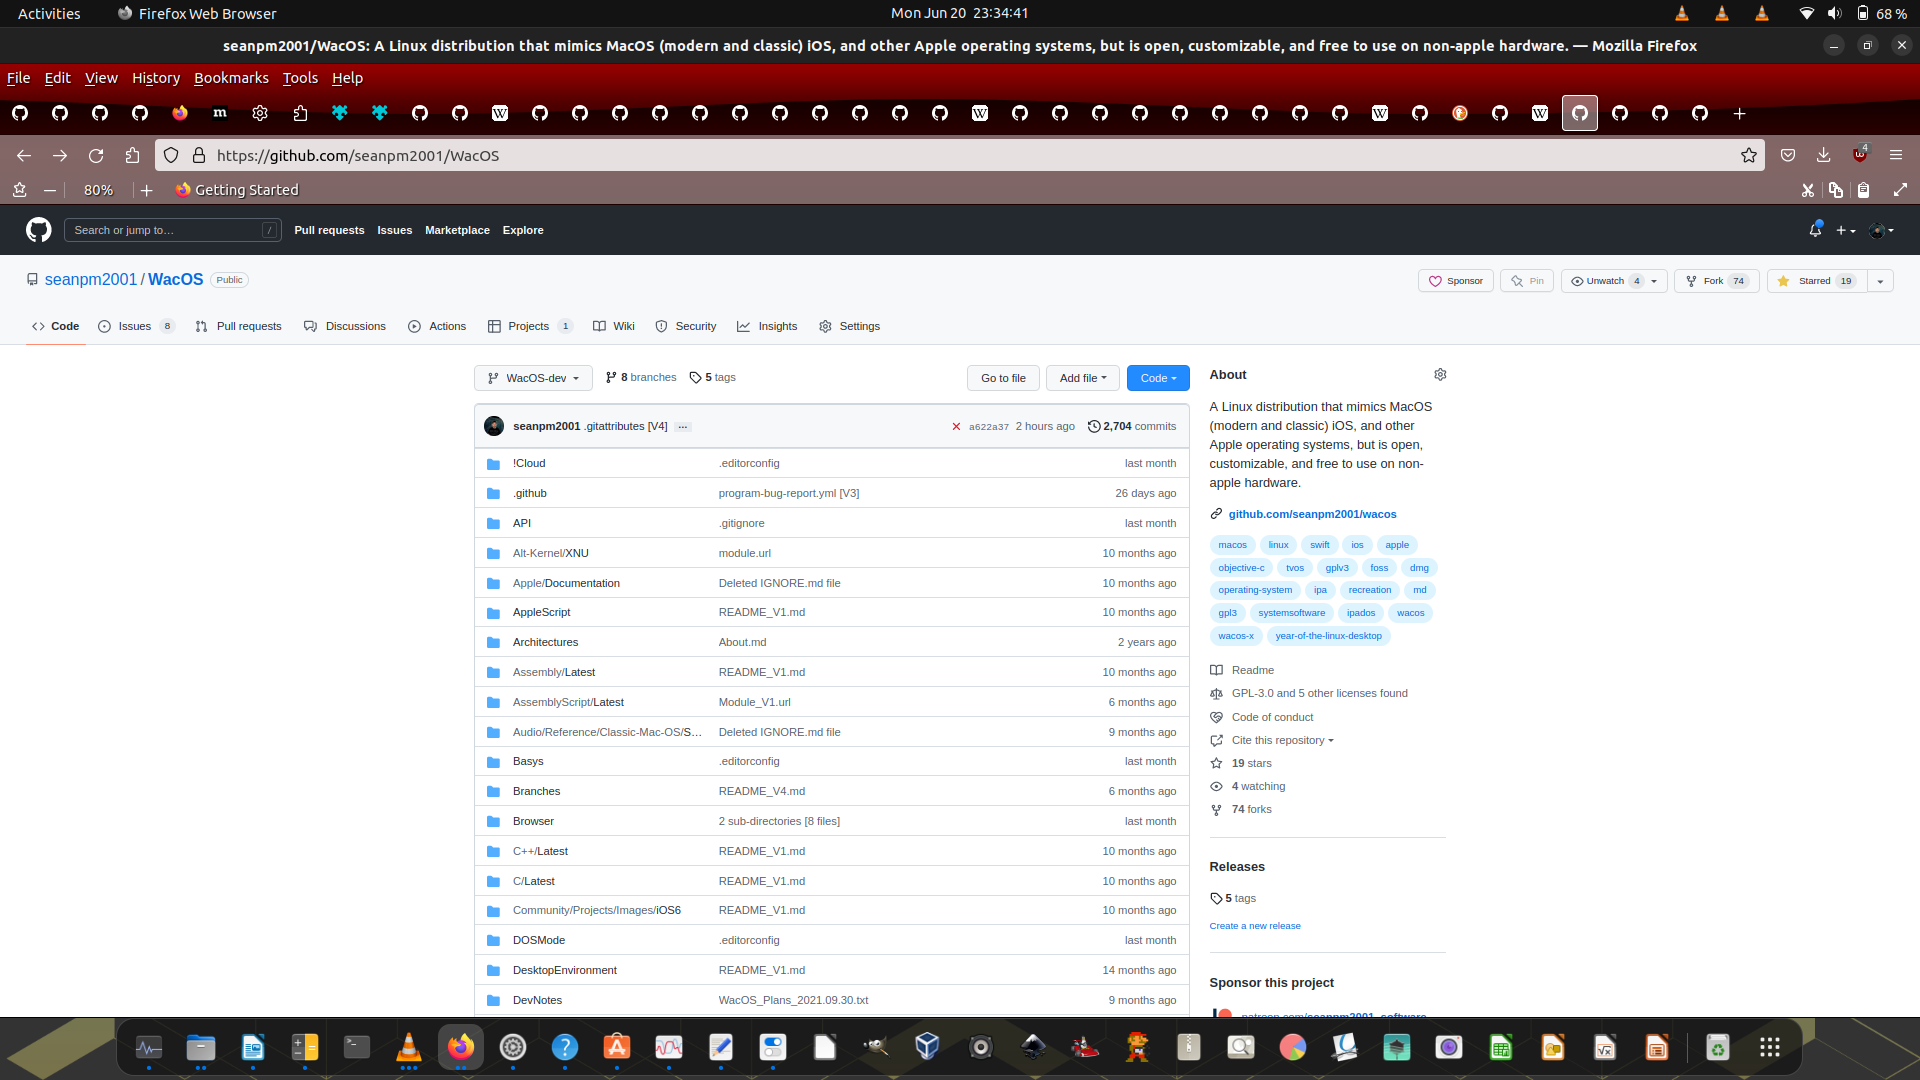 Activities Firefox Web Browser Mon Jun 20 23:34:41 68 %
seanpm2001/WacOS: A Linux distribution that mimics MacOS (modern and classic) iOS, and other Apple operating systems, but is open, customizable, and free to use on non-apple hardware. — Mozilla Firefox
File Edit View History Bookmarks Tools Help
https://github.com/seanpm2001/WacOS 4
80% Getting Started
Search or jump to… / Pull requests Issues Marketplace Explore
seanpm2001 / WacOS Public Sponsor Pin Unwatch 4 Fork 74 Starred 19
Code Issues 8 Pull requests Discussions Actions Projects 1 Wiki Security Insights Settings
WacOS-dev 8 branches 5 tags Go to file Add file Code
seanpm2001 .gitattributes [V4] ... a622a37 2 hours ago 2,704 commits
!Cloud .editorconfig last month
.github program-bug-report.yml [V3] 26 days ago
API .gitignore last month
Alt-Kernel/XNU module.url 10 months ago
Apple/Documentation Deleted IGNORE.md file 10 months ago
AppleScript README_V1.md 10 months ago
Architectures About.md 2 years ago
Assembly/Latest README_V1.md 10 months ago
AssemblyScript/Latest Module_V1.url 6 months ago
Audio/Reference/Classic-Mac-OS/S… Deleted IGNORE.md file 9 months ago
Basys .editorconfig last month
Branches README_V4.md 6 months ago
Browser 2 sub-directories [8 files] last month
C++/Latest README_V1.md 10 months ago
C/Latest README_V1.md 10 months ago
Community/Projects/Images/iOS6 README_V1.md 10 months ago
DOSMode .editorconfig last month
DesktopEnvironment README_V1.md 14 months ago
DevNotes WacOS_Plans_2021.09.30.txt 9 months ago
About
A Linux distribution that mimics MacOS
(modern and classic) iOS, and other
Apple operating systems, but is open,
customizable, and free to use on non-
apple hardware.
github.com/seanpm2001/wacos
macos linux swift ios apple
objective-c tvos gplv3 foss dmg
operating-system ipa recreation md
gpl3 systemsoftware ipados wacos
wacos-x year-of-the-linux-desktop
Readme
GPL-3.0 and 5 other licenses found
Code of conduct
Cite this repository
19 stars
4 watching
74 forks
Releases
5 tags
Create a new release
Sponsor this project
patreon.com/seanpm2001_software